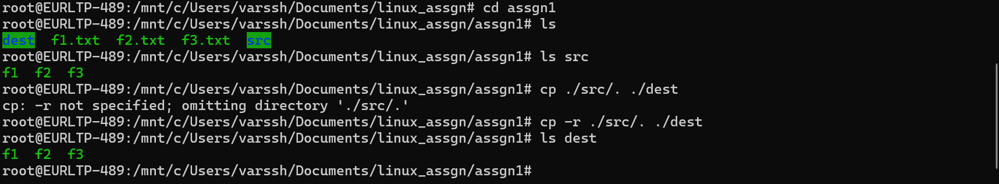 root@EURLTP-489:/mnt/c/Users/varssh/Documents/linux_assgn# cd assgn1
root@EURLTP-489:/mnt/c/Users/varssh/Documents/linux_assgn/assgn1# ls
dest  f1.txt  f2.txt  f3.txt  src
root@EURLTP-489:/mnt/c/Users/varssh/Documents/linux_assgn/assgn1# ls src
f1  f2  f3
root@EURLTP-489:/mnt/c/Users/varssh/Documents/linux_assgn/assgn1# cp ./src/. ./dest
cp: -r not specified; omitting directory './src/.'
root@EURLTP-489:/mnt/c/Users/varssh/Documents/linux_assgn/assgn1# cp -r ./src/. ./dest
root@EURLTP-489:/mnt/c/Users/varssh/Documents/linux_assgn/assgn1# ls dest
f1  f2  f3
root@EURLTP-489:/mnt/c/Users/varssh/Documents/linux_assgn/assgn1#